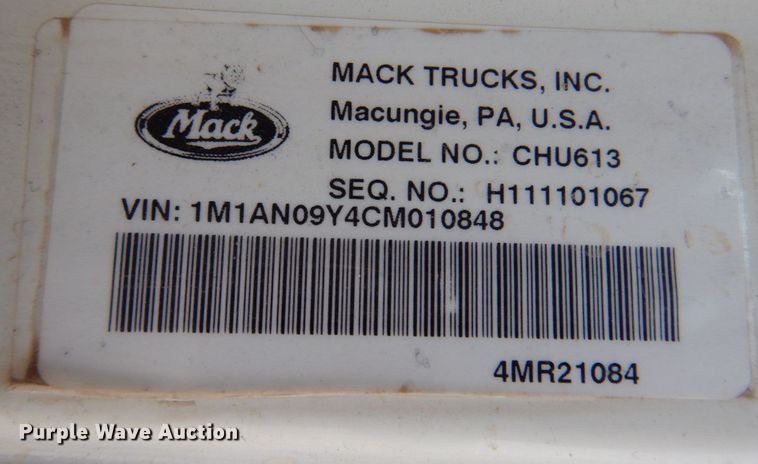 Mack
MACK TRUCKS, INC.
Macungie, PA, U.S.A.
MODEL NO.: CHU613
SEQ. NO.: H111101067
VIN: 1M1AN09Y4CM010848
4MR21084
Purple Wave Auction